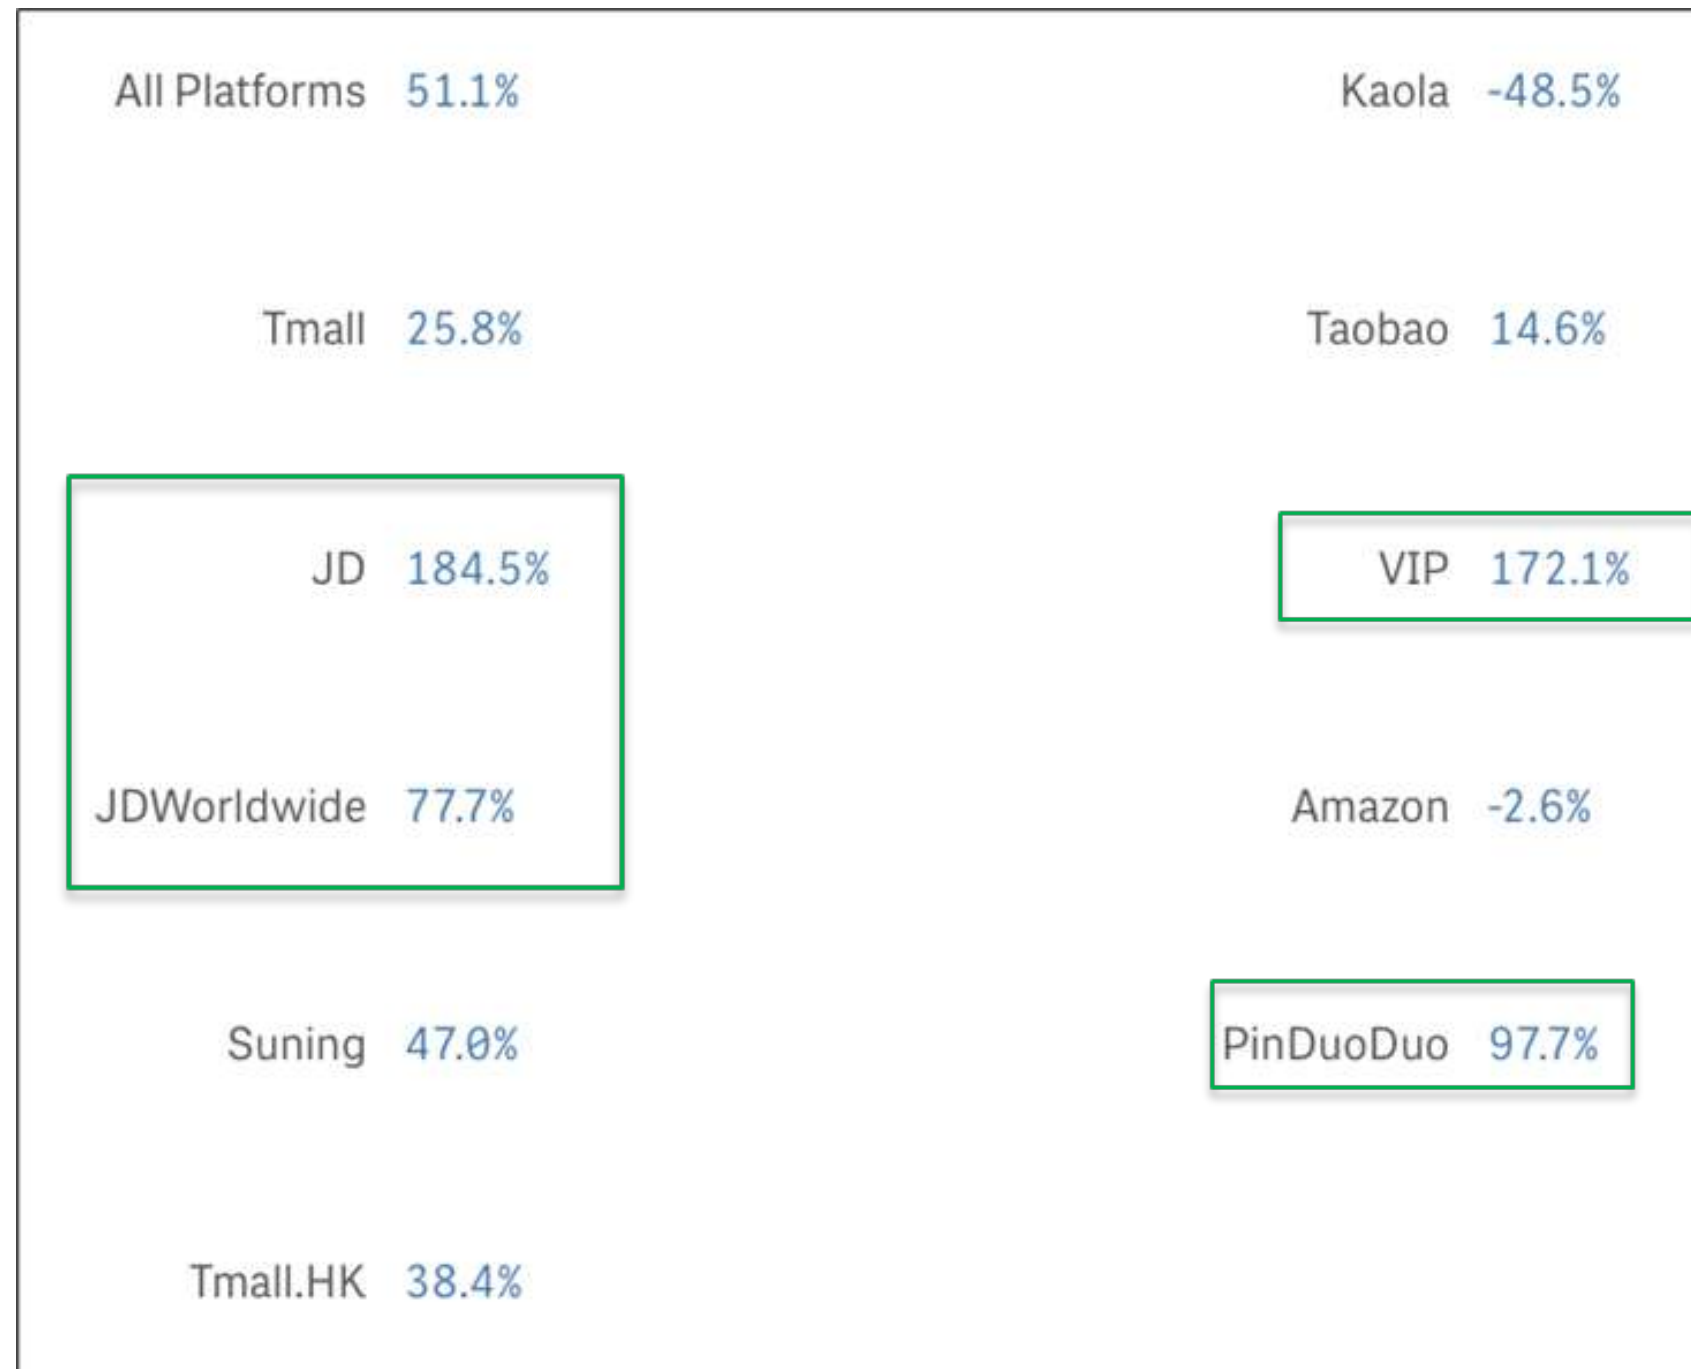 All Platforms 51.1%
Kaola -48.5%
Tmall 25.8%
Taobao 14.6%
JD 184.5%
VIP 172.1%
JDWorldwide 77.7%
Amazon -2.6%
Suning 47.0%
PinDuoDuo 97.7%
Tmall.HK 38.4%